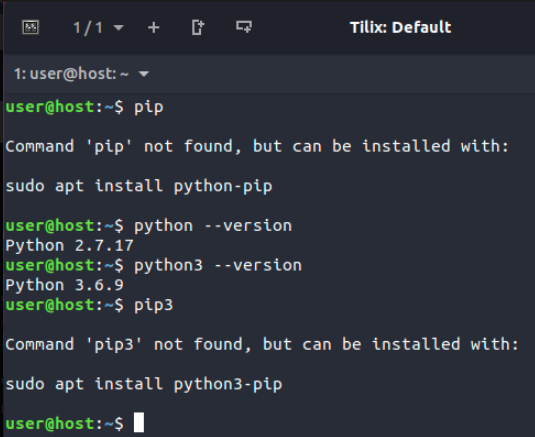 1 / 1
Tilix: Default
1: user@host: ~
user@host:~$ pip
Command 'pip' not found, but can be installed with:
sudo apt install python-pip
user@host:~$ python --version
Python 2.7.17
user@host:~$ python3 --version
Python 3.6.9
user@host:~$ pip3
Command 'pip3' not found, but can be installed with:
sudo apt install python3-pip
user@host:~$